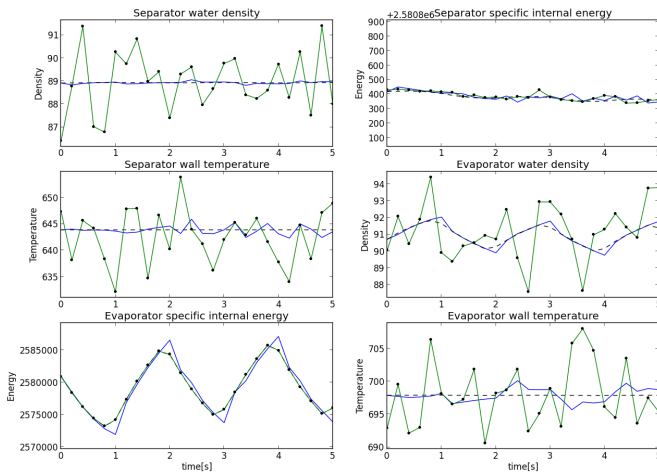 Separator water density
91
90
89
88
87
Density
0 1 2 3 4 5
Separator specific internal energy
+2.5808e6
900
800
700
600
500
400
300
200
100
Energy
0 1 2 3 4 5
Separator wall temperature
645
640
635
Temperature
0 1 2 3 4 5
Evaporator water density
94
93
92
91
90
89
88
Density
0 1 2 3 4 5
Evaporator specific internal energy
2585000
2580000
2575000
2570000
Energy
0 1 2 3 4 5
time[s]
Evaporator wall temperature
705
700
695
690
Temperature
0 1 2 3 4 5
time[s]